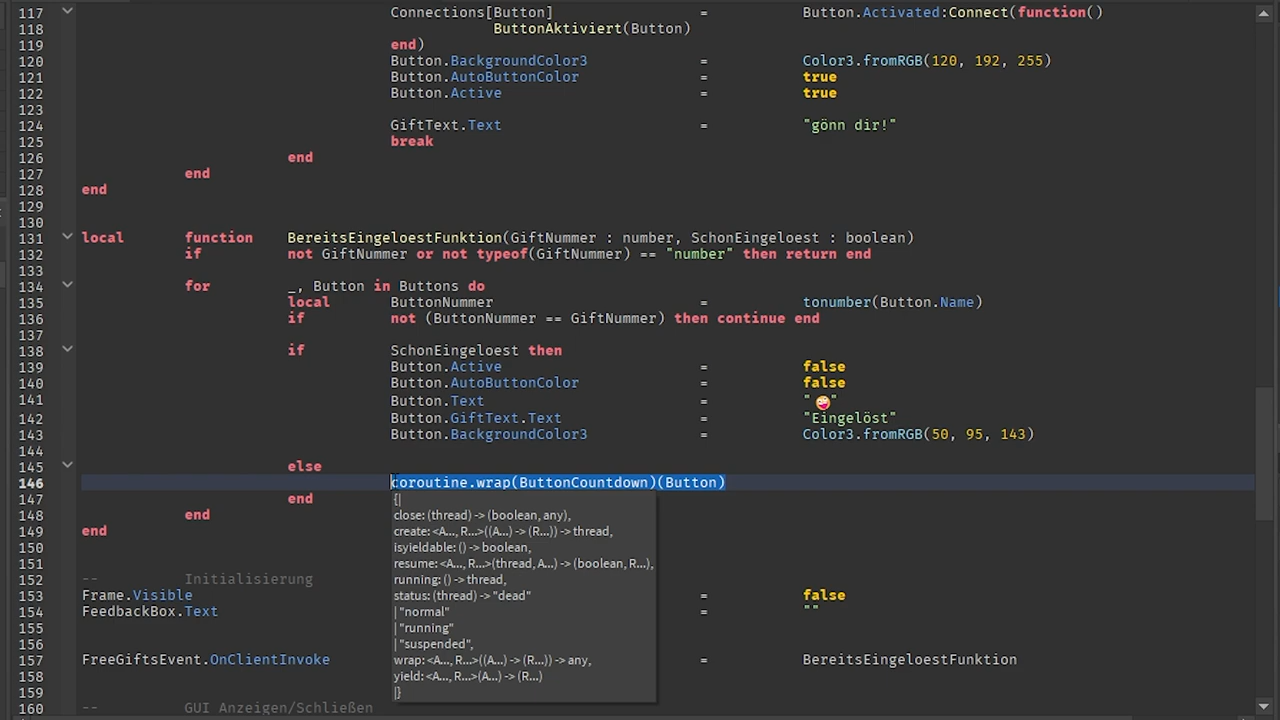 117 Connections[Button] = Button.Activated:Connect(function()
118 ButtonAktiviert(Button)
119 end)
120 Button.BackgroundColor3 = Color3.fromRGB(120, 192, 255)
121 Button.AutoButtonColor = true
122 Button.Active = true
123
124 GiftText.Text = "gönn dir!"
125 break
126 end
127 end
128 end
129
130
131 local function BereitsEingeloestFunktion(GiftNummer : number, SchonEingeloest : boolean)
132 if not GiftNummer or not typeof(GiftNummer) == "number" then return end
133
134 for _, Button in Buttons do
135 local ButtonNummer = tonumber(Button.Name)
136 if not (ButtonNummer == GiftNummer) then continue end
137
138 if SchonEingeloest then
139 Button.Active = false
140 Button.AutoButtonColor = false
141 Button.Text = "🤪"
142 Button.GiftText.Text = "Eingelöst"
143 Button.BackgroundColor3 = Color3.fromRGB(50, 95, 143)
144
145 else
146 coroutine.wrap(ButtonCountdown)(Button)
147 end
{|
148 end
close: (thread) -> (boolean, any),
149 end
create: <A..., R...>((A...) -> (R...)) -> thread,
150
isyieldable: () -> boolean,
151
resume: <A..., R...>(thread, A...) -> (boolean, R...),
152 -- Initialisierung
running: () -> thread,
153 Frame.Visible = false
status: (thread) -> "dead"
154 FeedbackBox.Text = ""
| "normal"
155
| "running"
156
| "suspended",
157 FreeGiftsEvent.OnClientInvoke = BereitsEingeloestFunktion
wrap: <A..., R...>((A...) -> (R...)) -> any,
158
yield: <A..., R...>(A...) -> (R...)
159
|}
160 -- GUI Anzeigen/Schließen